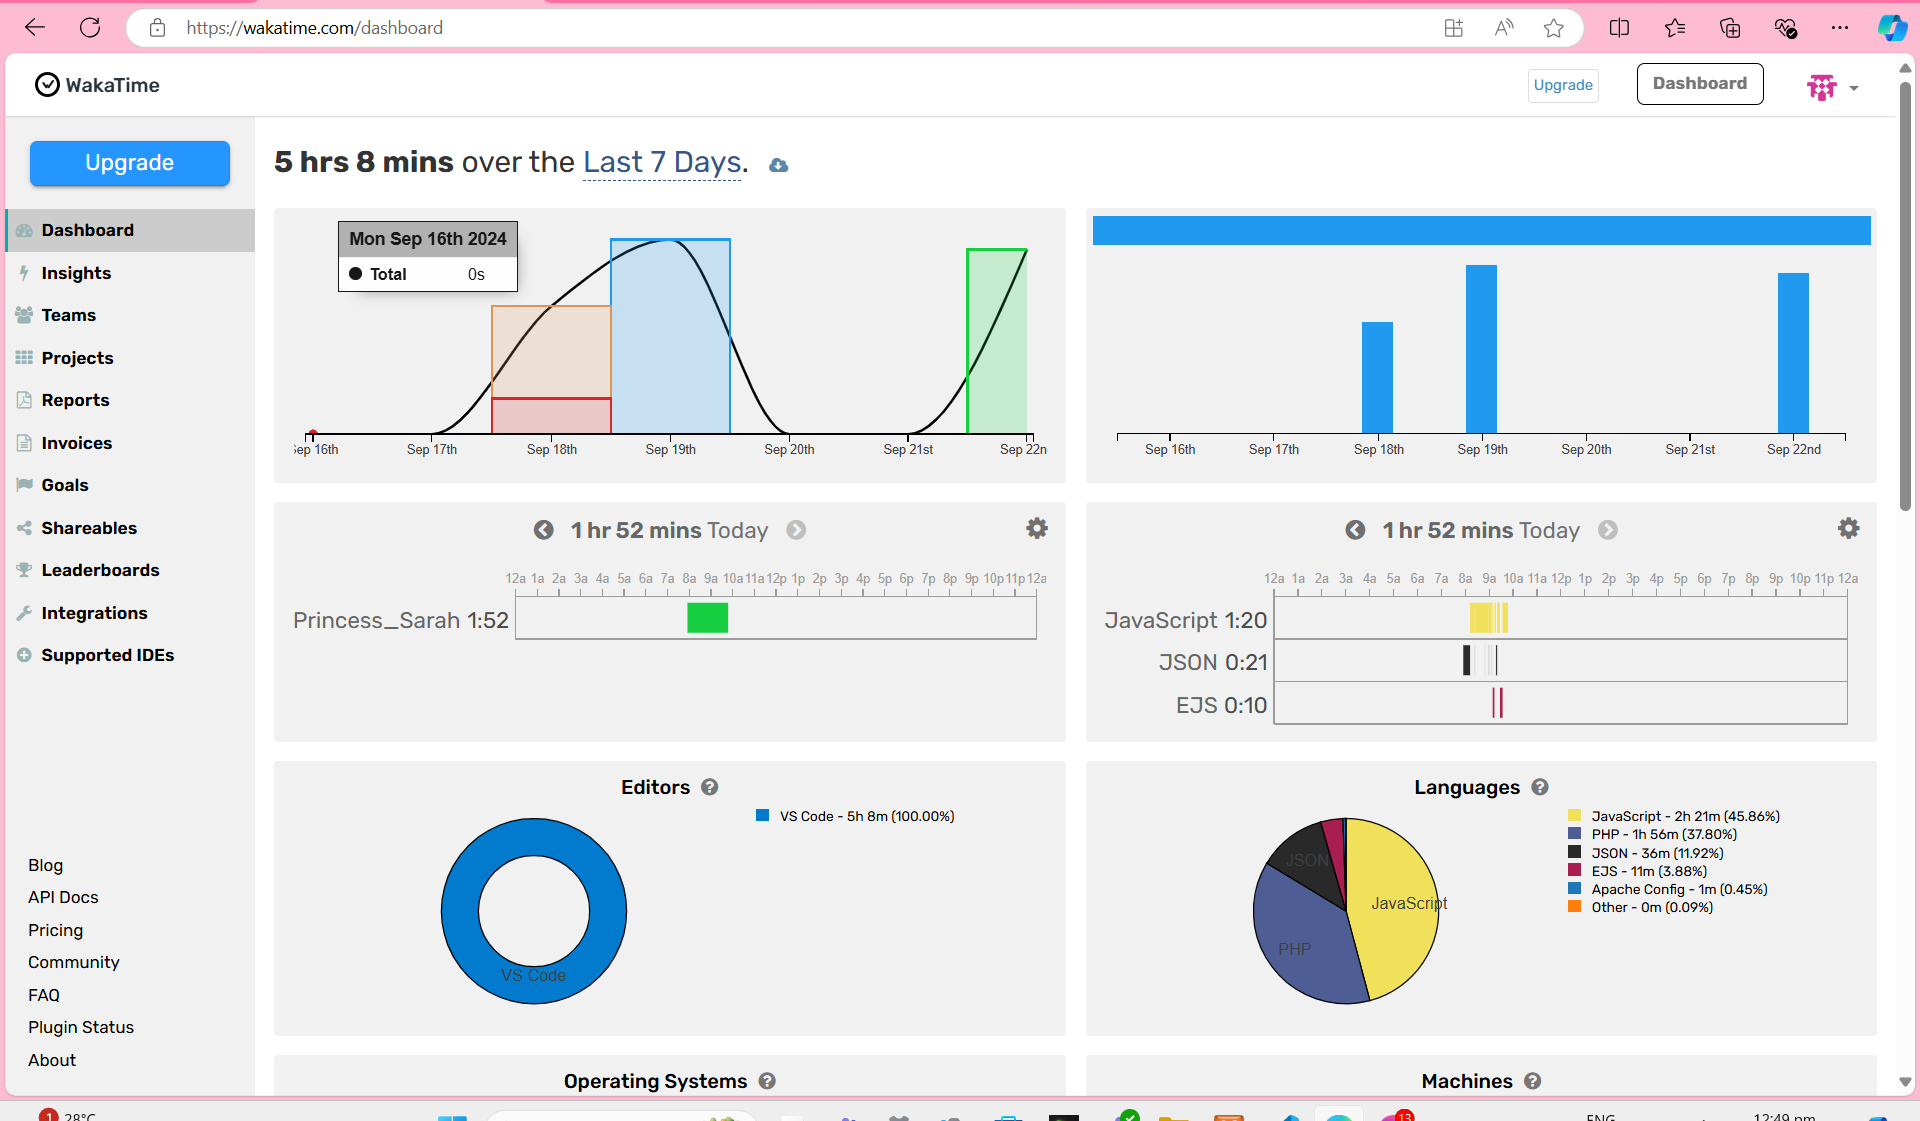 https://wakatime.com/dashboard
WakaTime
Upgrade
Dashboard
Upgrade
Dashboard
Insights
Teams
Projects
Reports
Invoices
Goals
Shareables
Leaderboards
Integrations
Supported IDEs
Blog
API Docs
Pricing
Community
FAQ
Plugin Status
About
5 hrs 8 mins over the Last 7 Days.
Mon Sep 16th 2024
Total 0s
Sep 16th Sep 17th Sep 18th Sep 19th Sep 20th Sep 21st Sep 22n
Sep 16th Sep 17th Sep 18th Sep 19th Sep 20th Sep 21st Sep 22nd
1 hr 52 mins Today
12a 1a 2a 3a 4a 5a 6a 7a 8a 9a 10a 11a 12p 1p 2p 3p 4p 5p 6p 7p 8p 9p 10p 11p 12a
Princess_Sarah 1:52
1 hr 52 mins Today
12a 1a 2a 3a 4a 5a 6a 7a 8a 9a 10a 11a 12p 1p 2p 3p 4p 5p 6p 7p 8p 9p 10p 11p 12a
JavaScript 1:20
JSON 0:21
EJS 0:10
Editors
VS Code - 5h 8m (100.00%)
VS Code
Languages
JavaScript - 2h 21m (45.86%)
PHP - 1h 56m (37.80%)
JSON - 36m (11.92%)
EJS - 11m (3.88%)
Apache Config - 1m (0.45%)
Other - 0m (0.09%)
JSON
JavaScript
PHP
Operating Systems
Machines
1
28°C
13
ENG
12:49 pm